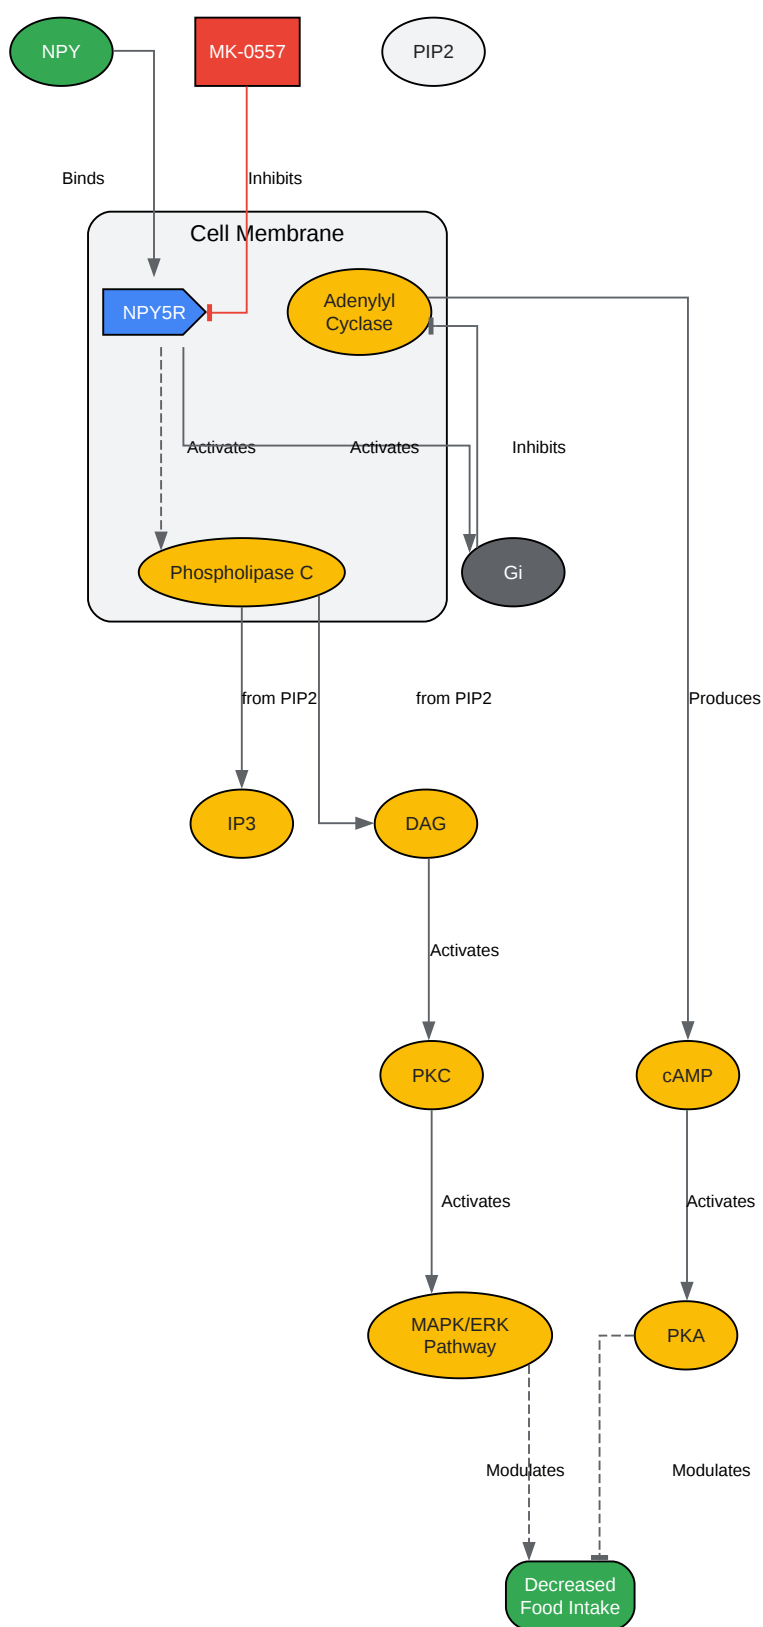 NPY
MK-0557
PIP2
Binds
Inhibits
Cell Membrane
NPY5R
Adenylyl
Cyclase
Activates
Activates
Inhibits
Phospholipase C
Gi
from PIP2
from PIP2
Produces
IP3
DAG
Activates
PKC
cAMP
Activates
Activates
MAPK/ERK
Pathway
PKA
Modulates
Modulates
Decreased
Food Intake